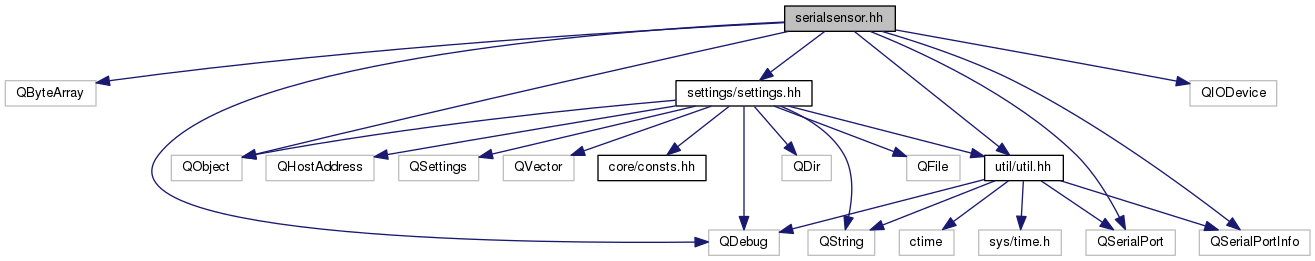 serialsensor.hh
QByteArray
settings/settings.hh
QIODevice
QObject
QHostAddress
QSettings
QVector
core/consts.hh
QDir
QFile
util/util.hh
QDebug
QString
ctime
sys/time.h
QSerialPort
QSerialPortInfo